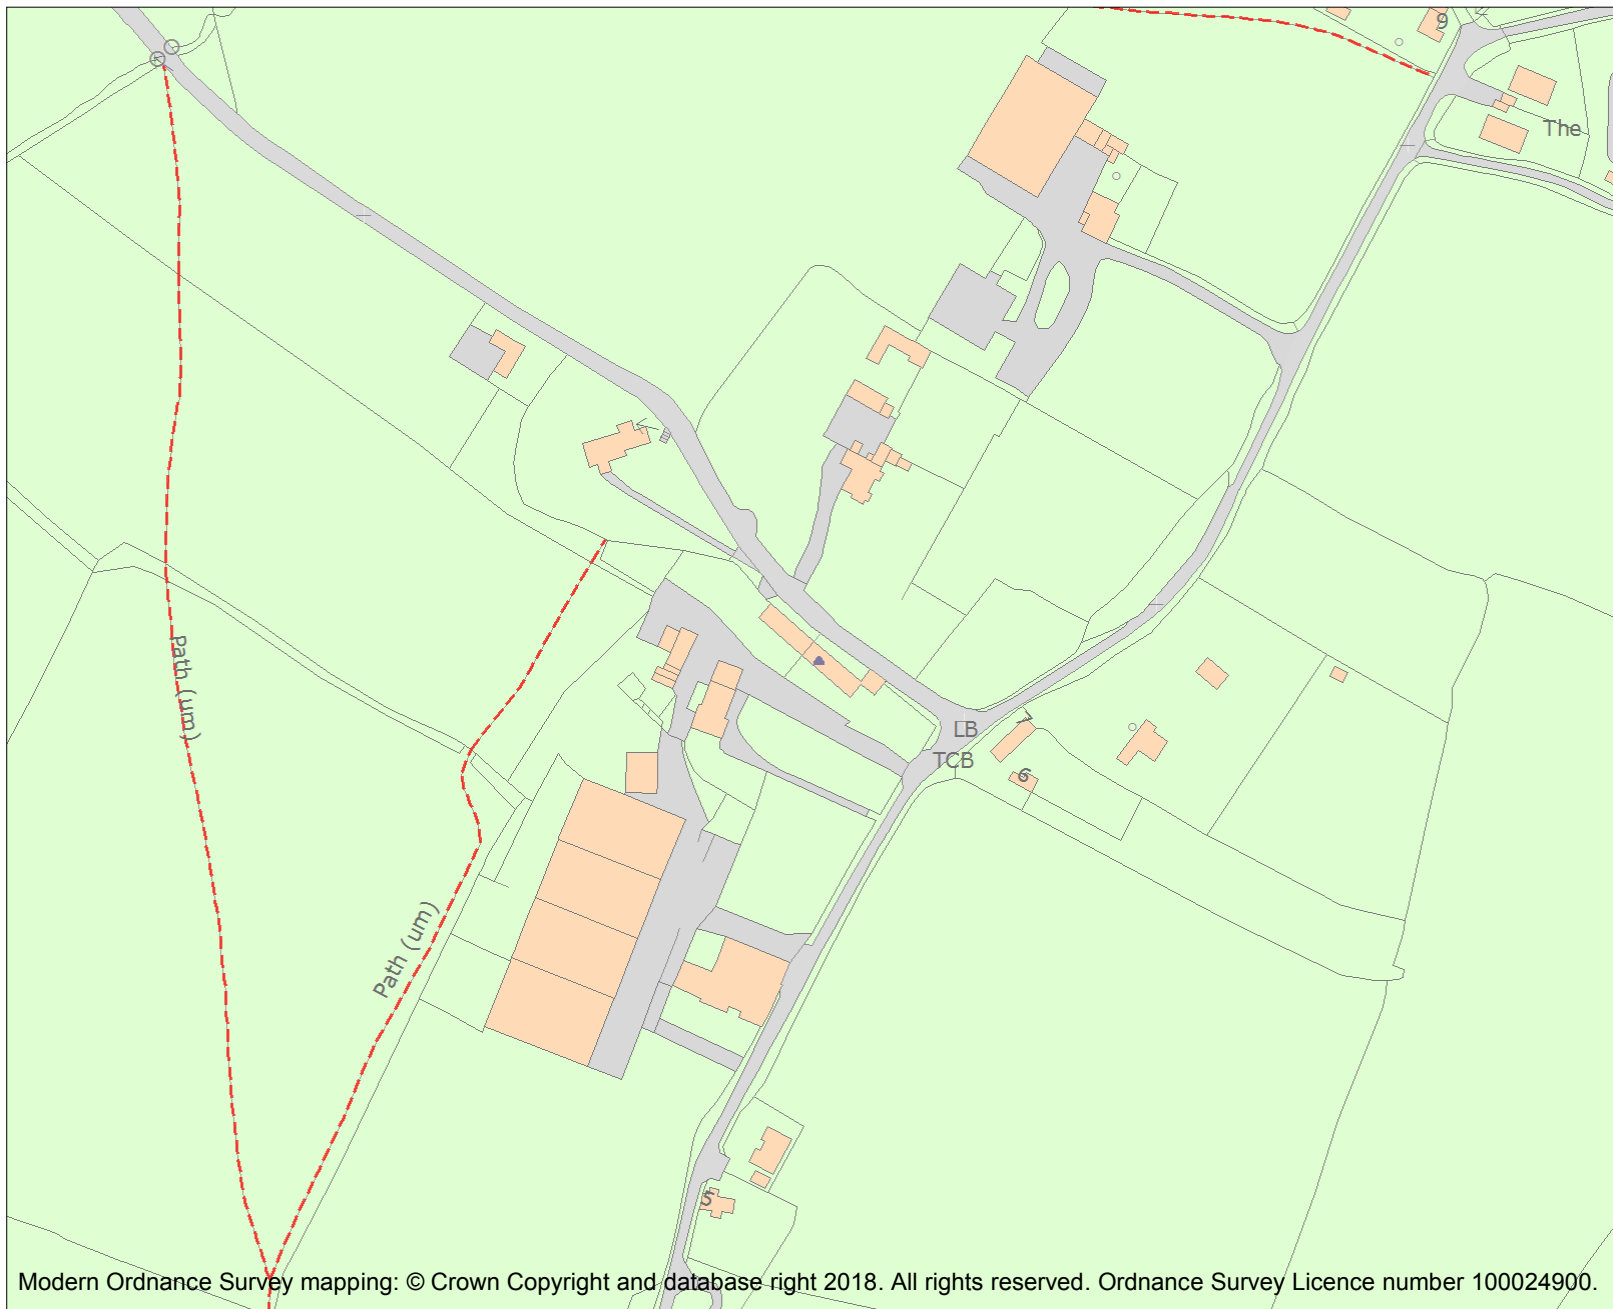 9
The
Path (um)
LB
7
TCB
6
Path (um)
5
Modern Ordnance Survey mapping: © Crown Copyright and database right 2018. All rights reserved. Ordnance Survey Licence number 100024900.